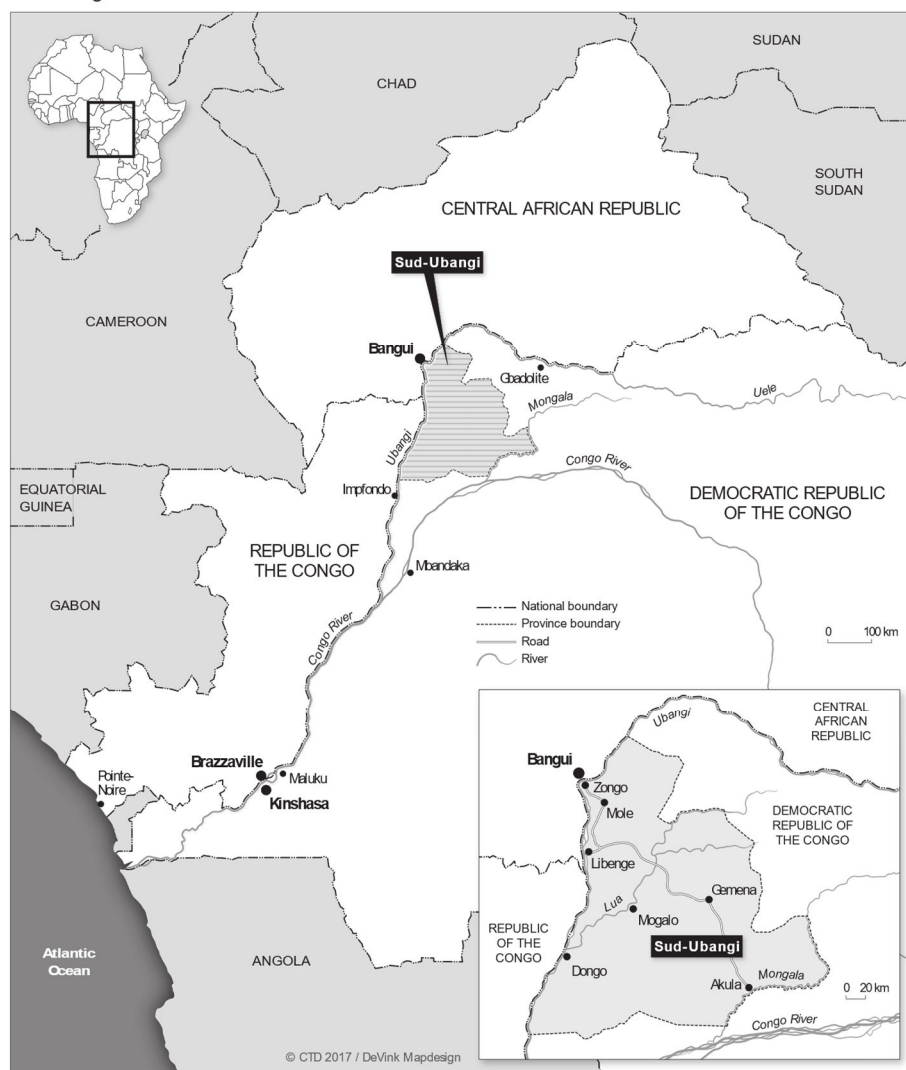 SUDAN
CHAD
SOUTH
SUDAN
CENTRAL AFRICAN REPUBLIC
Sud-Ubangi
CAMEROON
Bangui
Gbadolite
Mongala
Uele
Ubangi
Congo River
EQUATORIAL
GUINEA
Impfondo
DEMOCRATIC REPUBLIC
OF THE CONGO
REPUBLIC OF
THE CONGO
Mbandaka
GABON
National boundary
Province boundary
Road
River
0 100 km
Congo River
Brazzaville
Maluku
Kinshasa
Pointe-
Noire
Atlantic
Ocean
ANGOLA
© CTD 2017 / DeVink Mapdesign
CENTRAL
AFRICAN
REPUBLIC
Ubangi
Bangui
Zongo
Mole
DEMOCRATIC
REPUBLIC OF
THE CONGO
Libenge
Gemena
Lua
Mogalo
REPUBLIC
OF THE
CONGO
Sud-Ubangi
Dongo
Akula
Mongala
0 20 km
Congo River